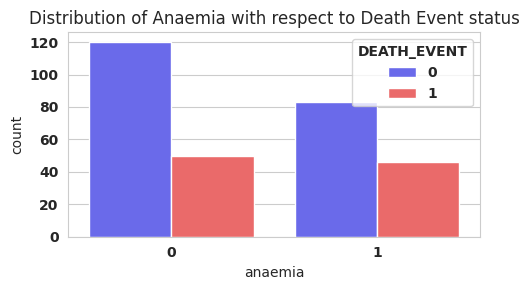 Distribution of Anaemia with respect to Death Event status
DEATH_EVENT
0
1
count
120
100
80
60
40
20
0
0 1
anaemia